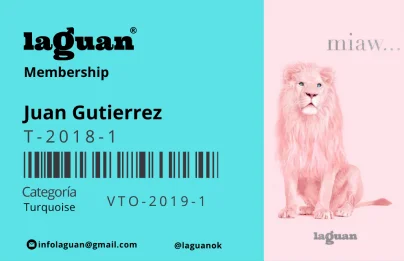 laguan®
Membership
Juan Gutierrez
T-2018-1
Categoría
Turquoise
VTO-2019-1
infolaguan@gmail.com
@laguanok
miaw...
laguan